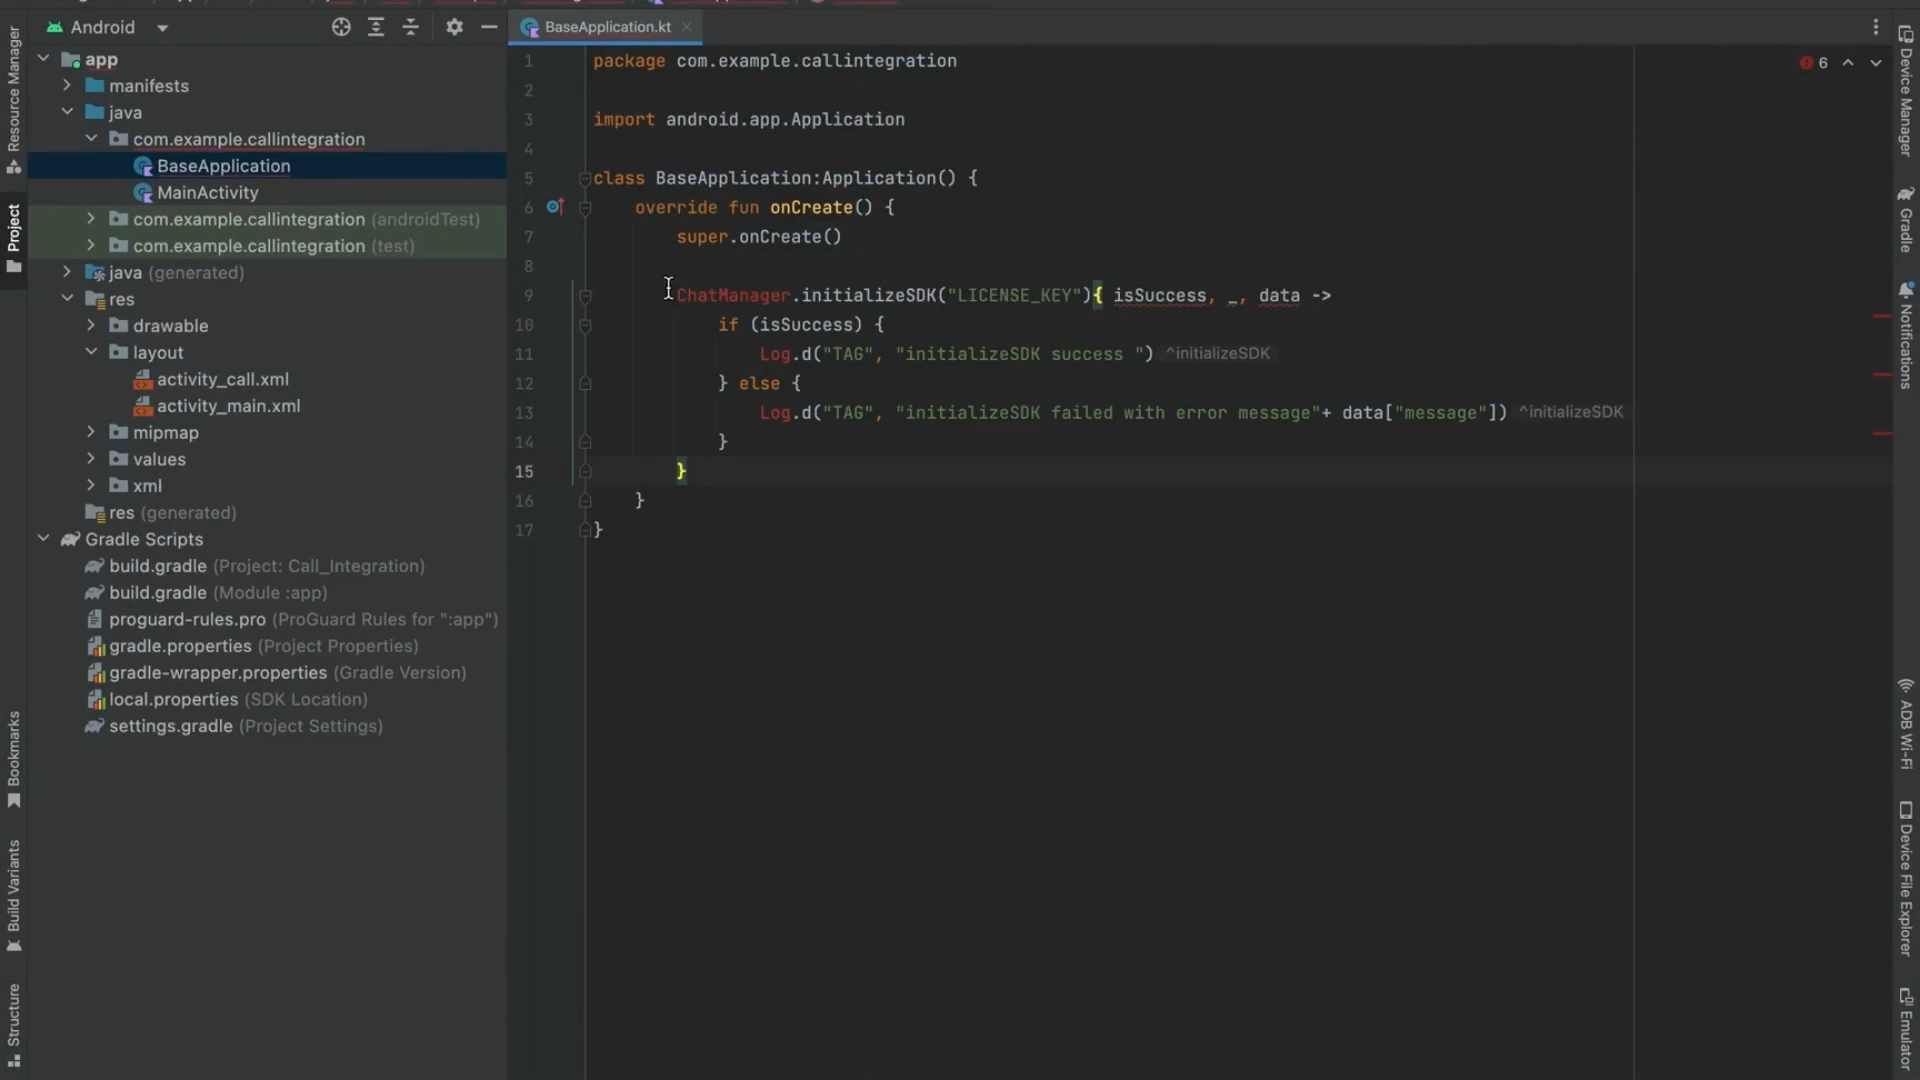 Android
BaseApplication.kt
app
manifests
java
com.example.callintegration
BaseApplication
MainActivity
com.example.callintegration (androidTest)
com.example.callintegration (test)
java (generated)
res
drawable
layout
activity_call.xml
activity_main.xml
mipmap
values
xml
res (generated)
Gradle Scripts
build.gradle (Project: Call_Integration)
build.gradle (Module :app)
proguard-rules.pro (ProGuard Rules for ":app")
gradle.properties (Project Properties)
gradle-wrapper.properties (Gradle Version)
local.properties (SDK Location)
settings.gradle (Project Settings)
Resource Manager
Project
Bookmarks
Build Variants
Structure
1 package com.example.callintegration
2
3 import android.app.Application
4
5 class BaseApplication:Application() {
6 override fun onCreate() {
7 super.onCreate()
8
9 ChatManager.initializeSDK("LICENSE_KEY"){ isSuccess, _, data ->
10 if (isSuccess) {
11 Log.d("TAG", "initializeSDK success ") ^initializeSDK
12 } else {
13 Log.d("TAG", "initializeSDK failed with error message"+ data["message"]) ^initializeSDK
14 }
15 }
16 }
17 }
6
Device Manager
Gradle
Notifications
ADB Wi-Fi
Device File Explorer
Emulator